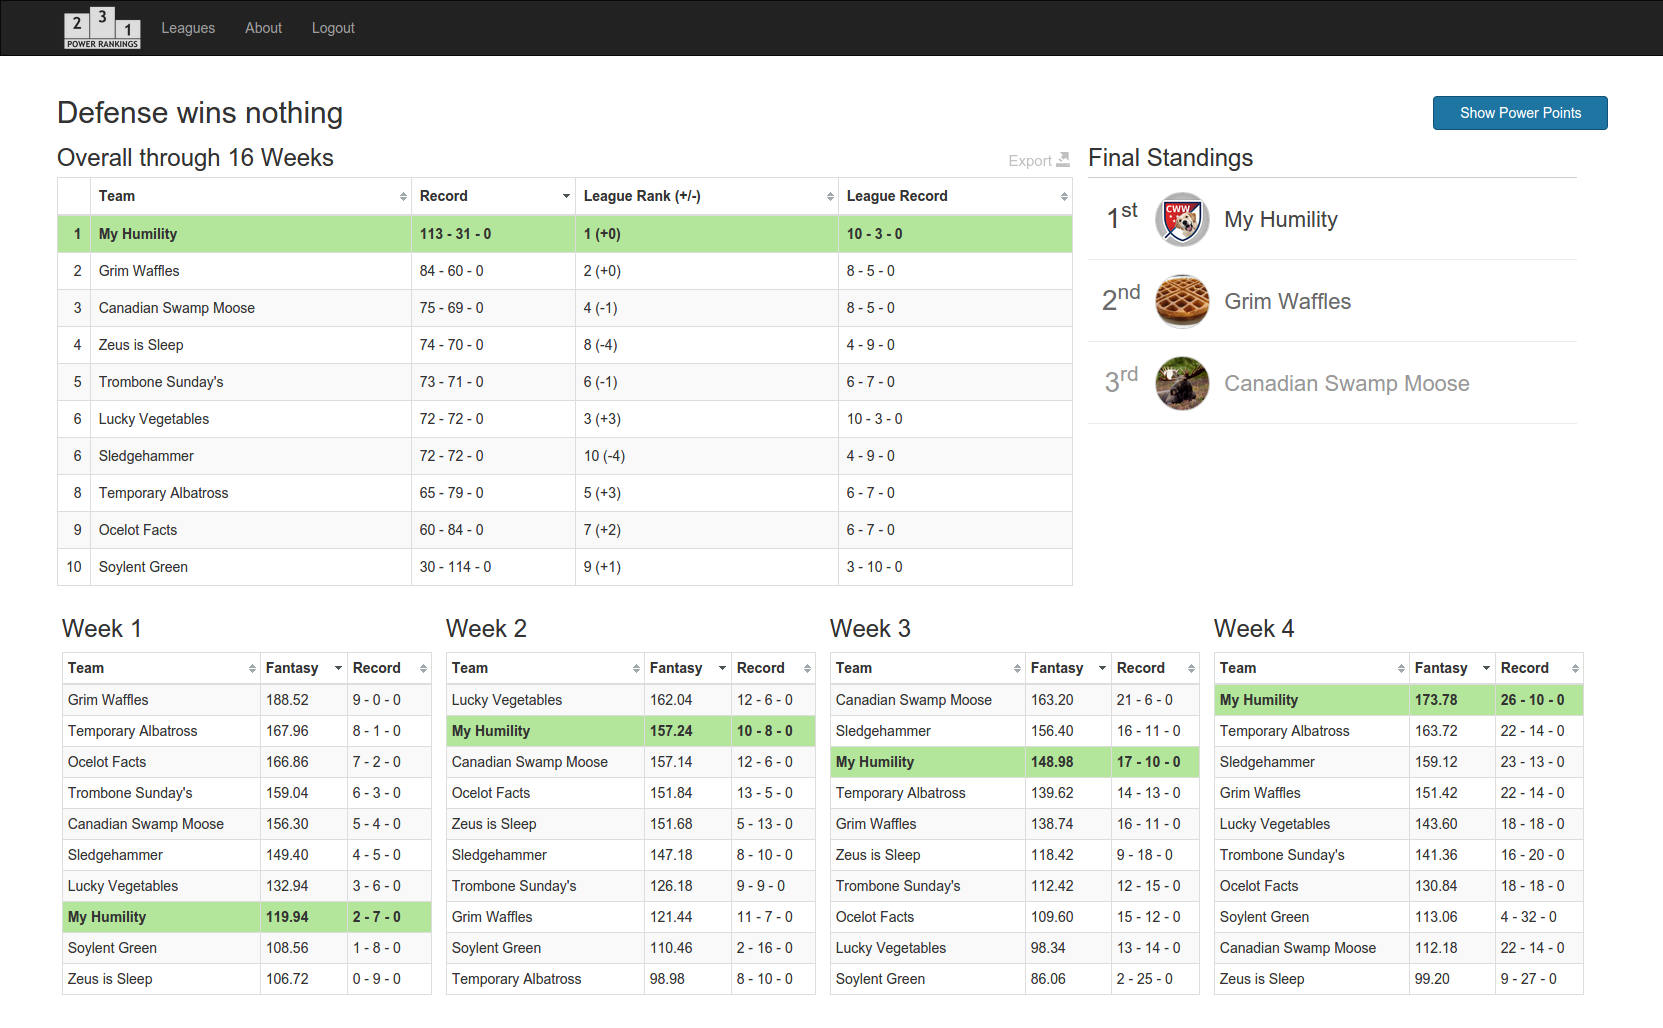 2 3 1
POWER RANKINGS
Leagues About Logout
Defense wins nothing
Show Power Points
Overall through 16 Weeks
Export
Final Standings
Team Record League Rank (+/-) League Record
1 My Humility 113 - 31 - 0 1 (+0) 10 - 3 - 0
2 Grim Waffles 84 - 60 - 0 2 (+0) 8 - 5 - 0
3 Canadian Swamp Moose 75 - 69 - 0 4 (-1) 8 - 5 - 0
4 Zeus is Sleep 74 - 70 - 0 8 (-4) 4 - 9 - 0
5 Trombone Sunday's 73 - 71 - 0 6 (-1) 6 - 7 - 0
6 Lucky Vegetables 72 - 72 - 0 3 (+3) 10 - 3 - 0
6 Sledgehammer 72 - 72 - 0 10 (-4) 4 - 9 - 0
8 Temporary Albatross 65 - 79 - 0 5 (+3) 6 - 7 - 0
9 Ocelot Facts 60 - 84 - 0 7 (+2) 6 - 7 - 0
10 Soylent Green 30 - 114 - 0 9 (+1) 3 - 10 - 0
1st CWW My Humility
2nd Grim Waffles
3rd Canadian Swamp Moose
Week 1
Team Fantasy Record
Grim Waffles 188.52 9 - 0 - 0
Temporary Albatross 167.96 8 - 1 - 0
Ocelot Facts 166.86 7 - 2 - 0
Trombone Sunday's 159.04 6 - 3 - 0
Canadian Swamp Moose 156.30 5 - 4 - 0
Sledgehammer 149.40 4 - 5 - 0
Lucky Vegetables 132.94 3 - 6 - 0
My Humility 119.94 2 - 7 - 0
Soylent Green 108.56 1 - 8 - 0
Zeus is Sleep 106.72 0 - 9 - 0
Week 2
Team Fantasy Record
Lucky Vegetables 162.04 12 - 6 - 0
My Humility 157.24 10 - 8 - 0
Canadian Swamp Moose 157.14 12 - 6 - 0
Ocelot Facts 151.84 13 - 5 - 0
Zeus is Sleep 151.68 5 - 13 - 0
Sledgehammer 147.18 8 - 10 - 0
Trombone Sunday's 126.18 9 - 9 - 0
Grim Waffles 121.44 11 - 7 - 0
Soylent Green 110.46 2 - 16 - 0
Temporary Albatross 98.98 8 - 10 - 0
Week 3
Team Fantasy Record
Canadian Swamp Moose 163.20 21 - 6 - 0
Sledgehammer 156.40 16 - 11 - 0
My Humility 148.98 17 - 10 - 0
Temporary Albatross 139.62 14 - 13 - 0
Grim Waffles 138.74 16 - 11 - 0
Zeus is Sleep 118.42 9 - 18 - 0
Trombone Sunday's 112.42 12 - 15 - 0
Ocelot Facts 109.60 15 - 12 - 0
Lucky Vegetables 98.34 13 - 14 - 0
Soylent Green 86.06 2 - 25 - 0
Week 4
Team Fantasy Record
My Humility 173.78 26 - 10 - 0
Temporary Albatross 163.72 22 - 14 - 0
Sledgehammer 159.12 23 - 13 - 0
Grim Waffles 151.42 22 - 14 - 0
Lucky Vegetables 143.60 18 - 18 - 0
Trombone Sunday's 141.36 16 - 20 - 0
Ocelot Facts 130.84 18 - 18 - 0
Soylent Green 113.06 4 - 32 - 0
Canadian Swamp Moose 112.18 22 - 14 - 0
Zeus is Sleep 99.20 9 - 27 - 0